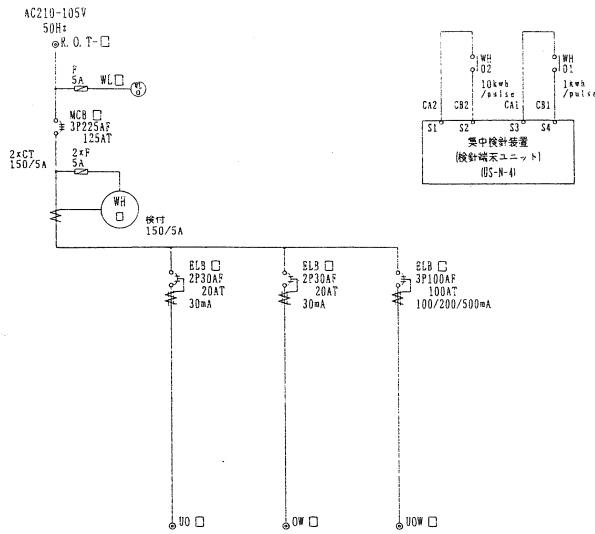 AC210-105V
50Hz
R.O.T-□
F
5A
WL□
WL
MCB □
3P225AF
125AT
2xCT
150/5A
2xF
5A
WH
□
検付
150/5A
WH
02
10kwh
/pulse
WH
01
1kwh
/pulse
CA2
CB2
CA1
CB1
S1
S2
S3
S4
集中検針装置
(検針端末ユニット)
(US-N-4)
ELB □
2P30AF
20AT
30mA
ELB □
2P30AF
20AT
30mA
ELB □
3P100AF
100AT
100/200/500mA
UO □
OW □
UOW □